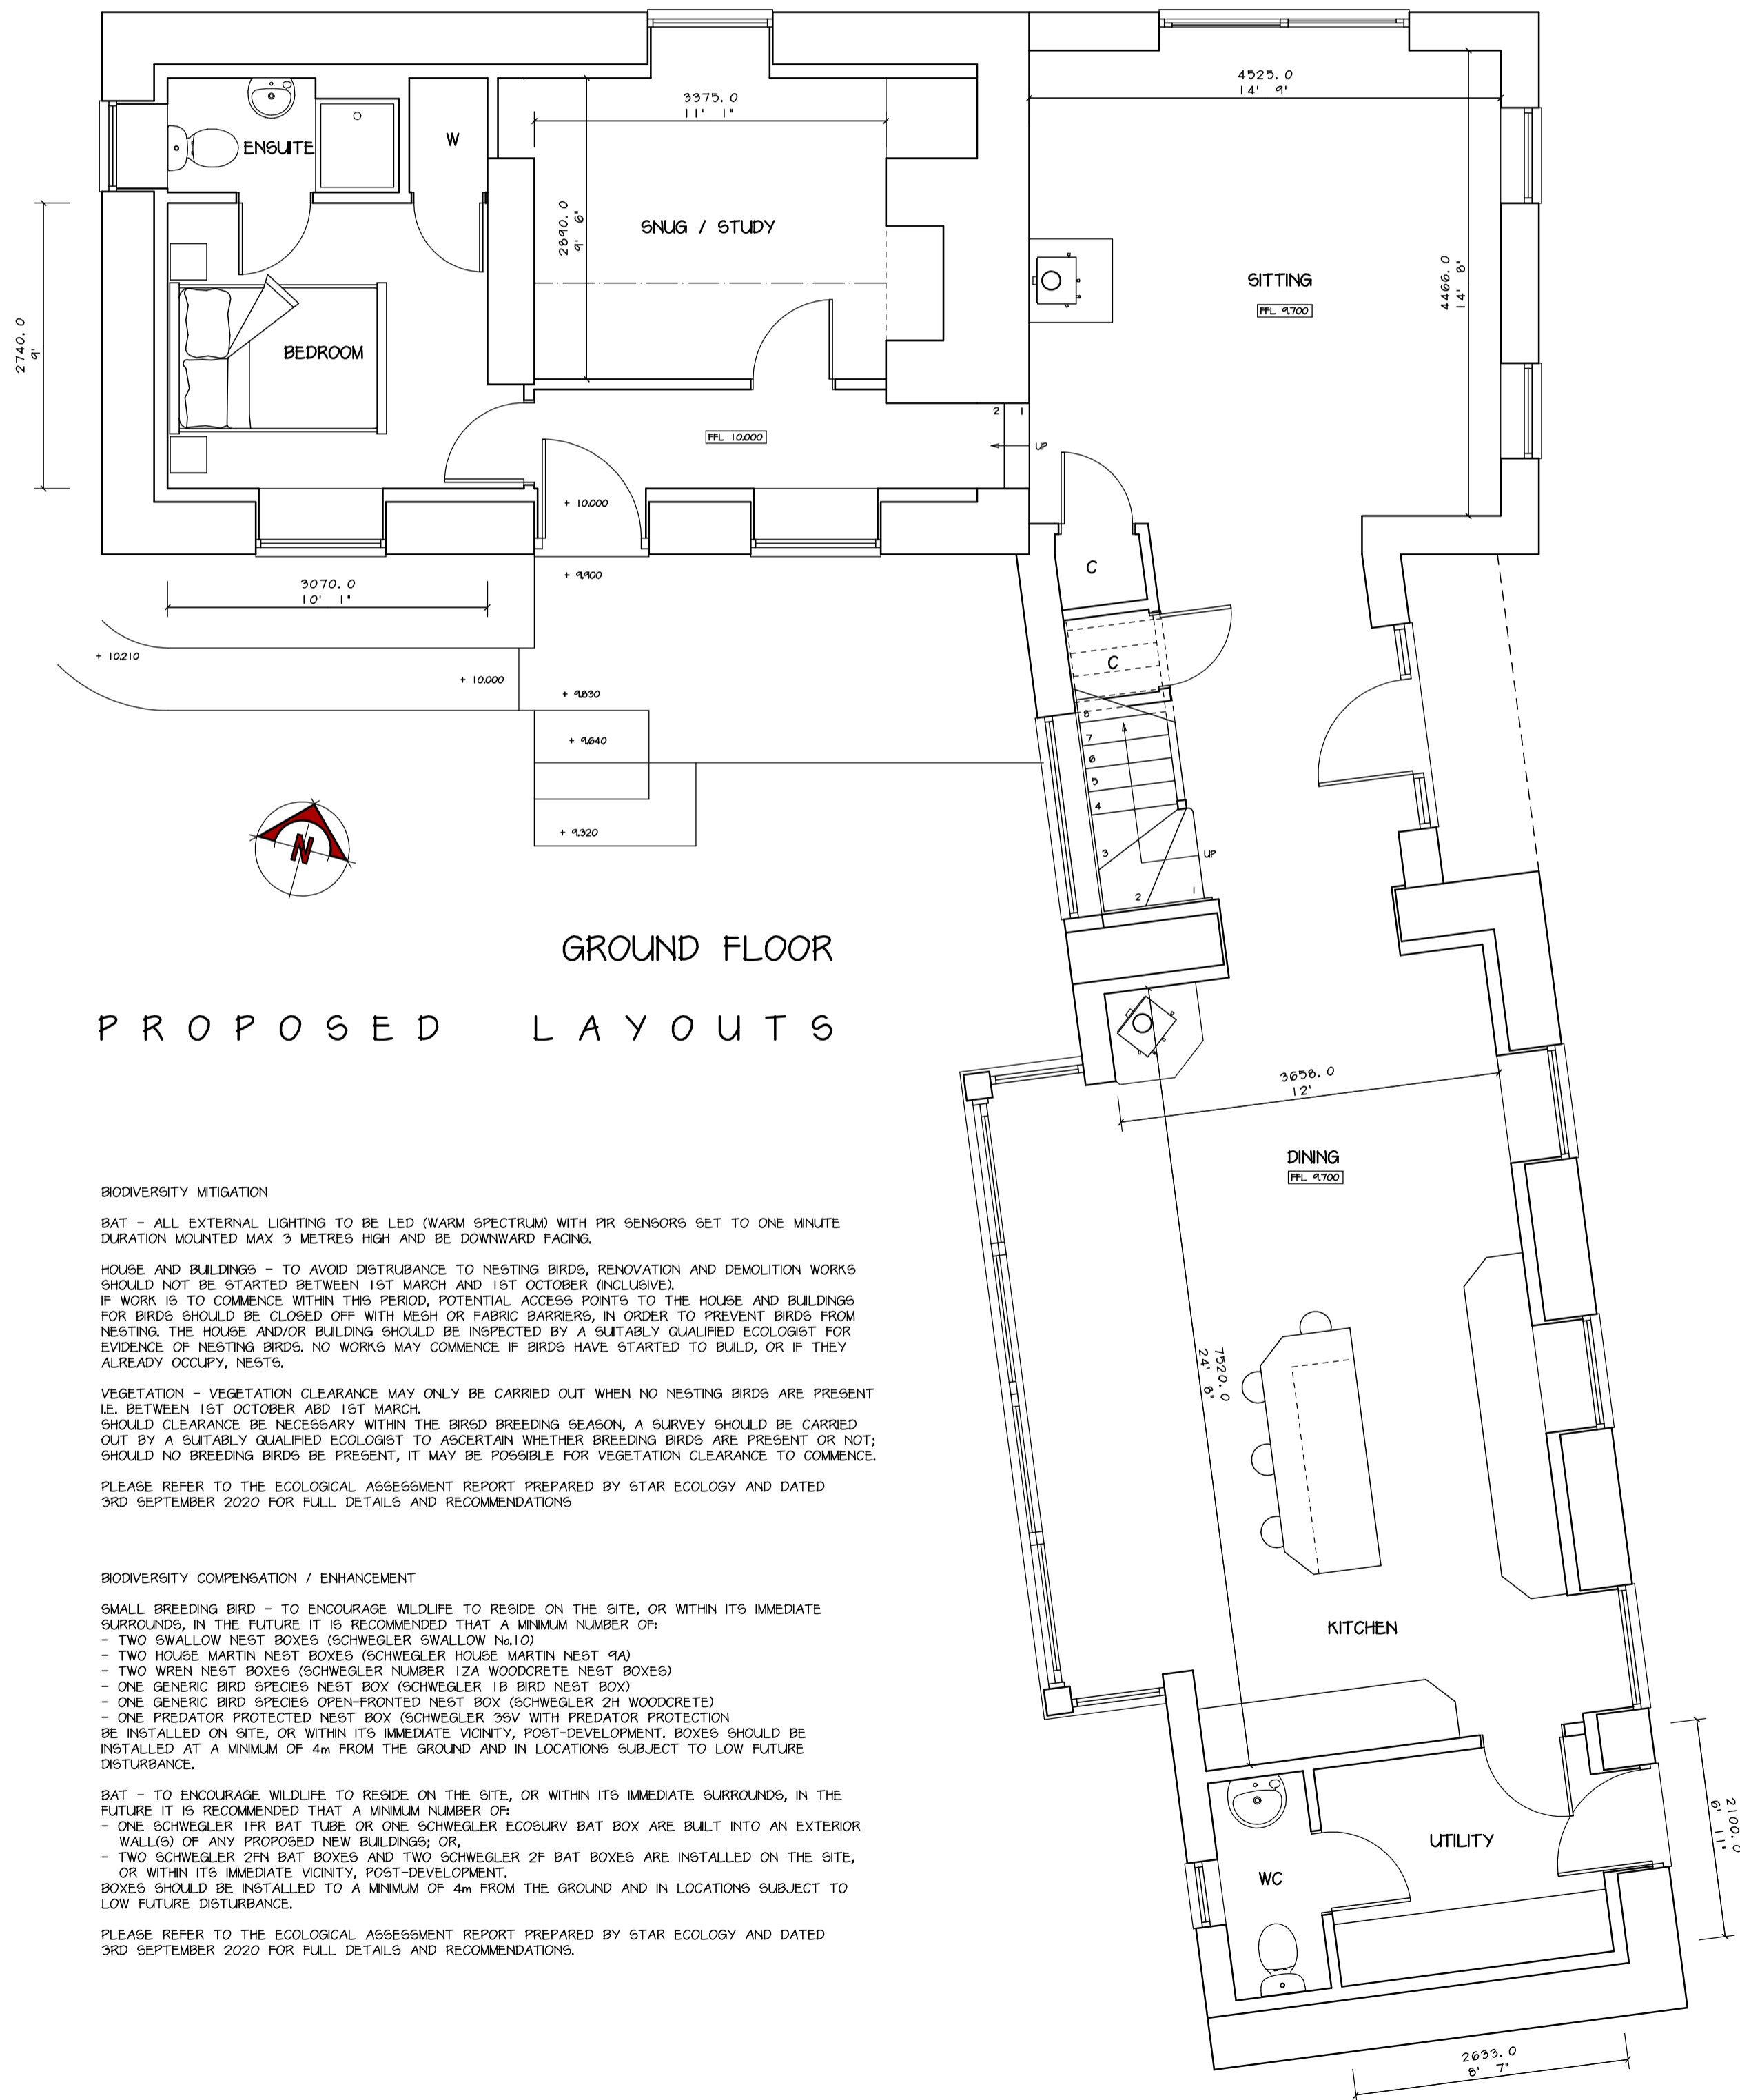 4525.0
14' 9"
3375.0
11' 1"
ENSUITE
W
2890.0
9' 6"
SNUG / STUDY
SITTING
FFL 9.700
4466.0
14' 8"
2740.0
9'
BEDROOM
FFL 10.000
2 1
UP
+ 10.000
+ 9.900
C
3070.0
10' 1"
+ 10.210
+ 10.000
+ 9.830
C
+ 9.640
8
7
6
5
4
3
2
1
UP
+ 9.320
N
GROUND FLOOR
PROPOSED LAYOUTS
3658.0
12'
DINING
FFL 9.700
7520.0
24' 8"
KITCHEN
UTILITY
WC
2100.0
6' 11"
2633.0
8' 7"
BIODIVERSITY MITIGATION
BAT - ALL EXTERNAL LIGHTING TO BE LED (WARM SPECTRUM) WITH PIR SENSORS SET TO ONE MINUTE
DURATION MOUNTED MAX 3 METRES HIGH AND BE DOWNWARD FACING.
HOUSE AND BUILDINGS - TO AVOID DISTRUBANCE TO NESTING BIRDS, RENOVATION AND DEMOLITION WORKS
SHOULD NOT BE STARTED BETWEEN 1ST MARCH AND 1ST OCTOBER (INCLUSIVE).
IF WORK IS TO COMMENCE WITHIN THIS PERIOD, POTENTIAL ACCESS POINTS TO THE HOUSE AND BUILDINGS
FOR BIRDS SHOULD BE CLOSED OFF WITH MESH OR FABRIC BARRIERS, IN ORDER TO PREVENT BIRDS FROM
NESTING. THE HOUSE AND/OR BUILDING SHOULD BE INSPECTED BY A SUITABLY QUALIFIED ECOLOGIST FOR
EVIDENCE OF NESTING BIRDS. NO WORKS MAY COMMENCE IF BIRDS HAVE STARTED TO BUILD, OR IF THEY
ALREADY OCCUPY, NESTS.
VEGETATION - VEGETATION CLEARANCE MAY ONLY BE CARRIED OUT WHEN NO NESTING BIRDS ARE PRESENT
I.E. BETWEEN 1ST OCTOBER ABD 1ST MARCH.
SHOULD CLEARANCE BE NECESSARY WITHIN THE BIRSD BREEDING SEASON, A SURVEY SHOULD BE CARRIED
OUT BY A SUITABLY QUALIFIED ECOLOGIST TO ASCERTAIN WHETHER BREEDING BIRDS ARE PRESENT OR NOT;
SHOULD NO BREEDING BIRDS BE PRESENT, IT MAY BE POSSIBLE FOR VEGETATION CLEARANCE TO COMMENCE.
PLEASE REFER TO THE ECOLOGICAL ASSESSMENT REPORT PREPARED BY STAR ECOLOGY AND DATED
3RD SEPTEMBER 2020 FOR FULL DETAILS AND RECOMMENDATIONS
BIODIVERSITY COMPENSATION / ENHANCEMENT
SMALL BREEDING BIRD - TO ENCOURAGE WILDLIFE TO RESIDE ON THE SITE, OR WITHIN ITS IMMEDIATE
SURROUNDS, IN THE FUTURE IT IS RECOMMENDED THAT A MINIMUM NUMBER OF:
- TWO SWALLOW NEST BOXES (SCHWEGLER SWALLOW No.10)
- TWO HOUSE MARTIN NEST BOXES (SCHWEGLER HOUSE MARTIN NEST 9A)
- TWO WREN NEST BOXES (SCHWEGLER NUMBER 1ZA WOODCRETE NEST BOXES)
- ONE GENERIC BIRD SPECIES NEST BOX (SCHWEGLER 1B BIRD NEST BOX)
- ONE GENERIC BIRD SPECIES OPEN-FRONTED NEST BOX (SCHWEGLER 2H WOODCRETE)
- ONE PREDATOR PROTECTED NEST BOX (SCHWEGLER 3SV WITH PREDATOR PROTECTION
BE INSTALLED ON SITE, OR WITHIN ITS IMMEDIATE VICINITY, POST-DEVELOPMENT. BOXES SHOULD BE
INSTALLED AT A MINIMUM OF 4m FROM THE GROUND AND IN LOCATIONS SUBJECT TO LOW FUTURE
DISTURBANCE.
BAT - TO ENCOURAGE WILDLIFE TO RESIDE ON THE SITE, OR WITHIN ITS IMMEDIATE SURROUNDS, IN THE
FUTURE IT IS RECOMMENDED THAT A MINIMUM NUMBER OF:
- ONE SCHWEGLER 1FR BAT TUBE OR ONE SCHWEGLER ECOSURV BAT BOX ARE BUILT INTO AN EXTERIOR
WALL(S) OF ANY PROPOSED NEW BUILDINGS; OR,
- TWO SCHWEGLER 2FN BAT BOXES AND TWO SCHWEGLER 2F BAT BOXES ARE INSTALLED ON THE SITE,
OR WITHIN ITS IMMEDIATE VICINITY, POST-DEVELOPMENT.
BOXES SHOULD BE INSTALLED TO A MINIMUM OF 4m FROM THE GROUND AND IN LOCATIONS SUBJECT TO
LOW FUTURE DISTURBANCE.
PLEASE REFER TO THE ECOLOGICAL ASSESSMENT REPORT PREPARED BY STAR ECOLOGY AND DATED
3RD SEPTEMBER 2020 FOR FULL DETAILS AND RECOMMENDATIONS.